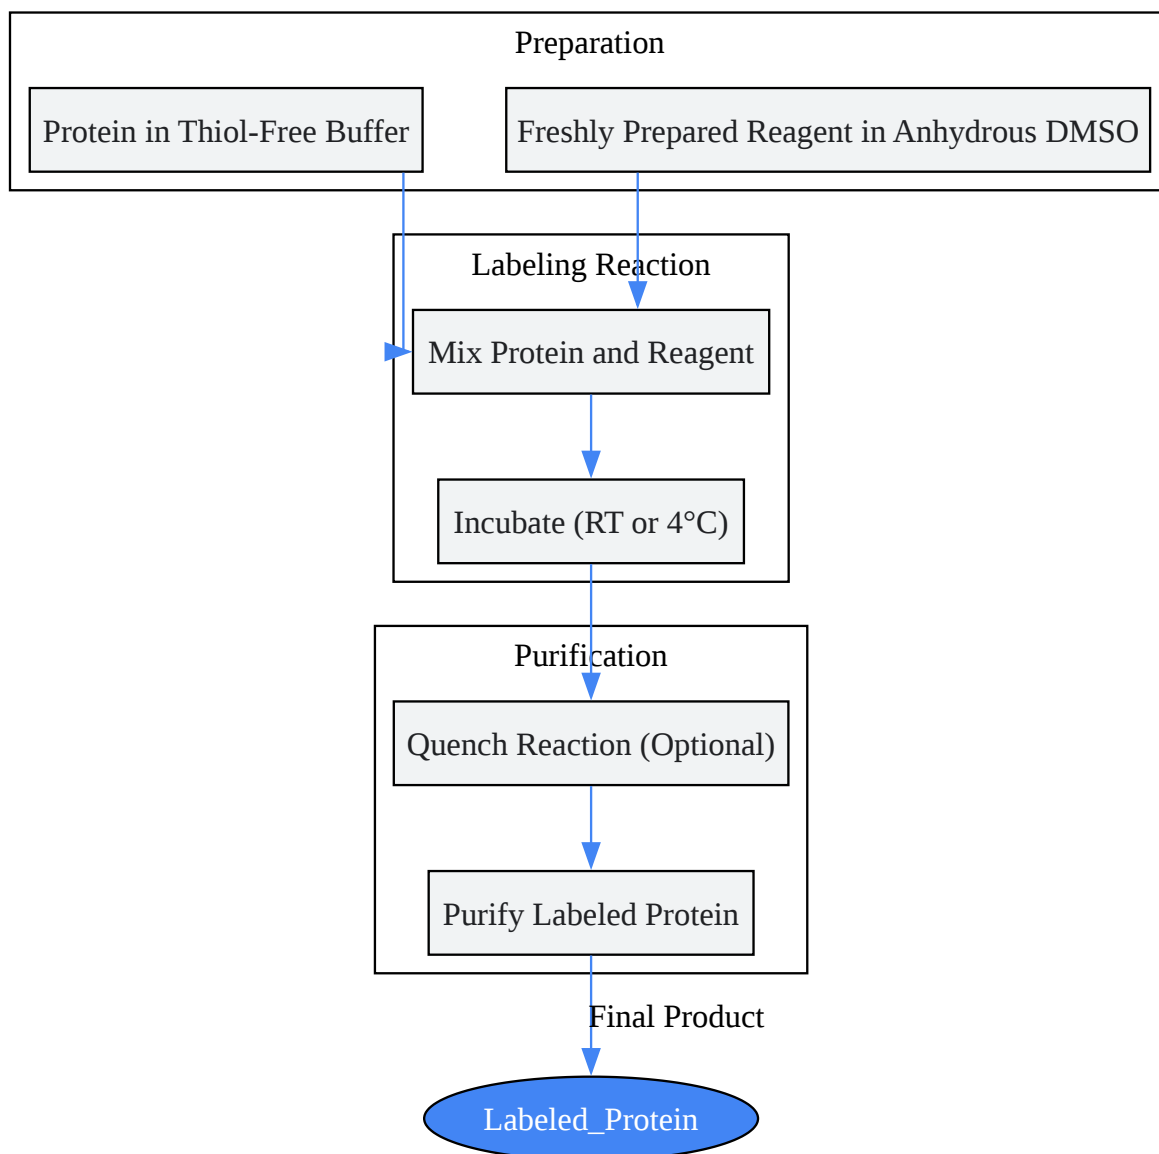 Preparation
Protein in Thiol-Free Buffer
Freshly Prepared Reagent in Anhydrous DMSO
Labeling Reaction
Mix Protein and Reagent
Incubate (RT or 4°C)
Purification
Quench Reaction (Optional)
Purify Labeled Protein
Final Product
Labeled_Protein